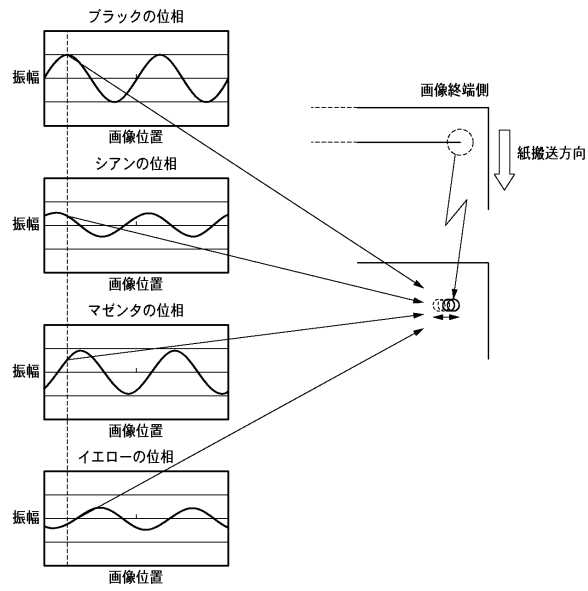 ブラックの位相
振幅
画像位置
シアンの位相
振幅
画像位置
マゼンタの位相
振幅
画像位置
イエローの位相
振幅
画像位置
画像終端側
紙搬送方向